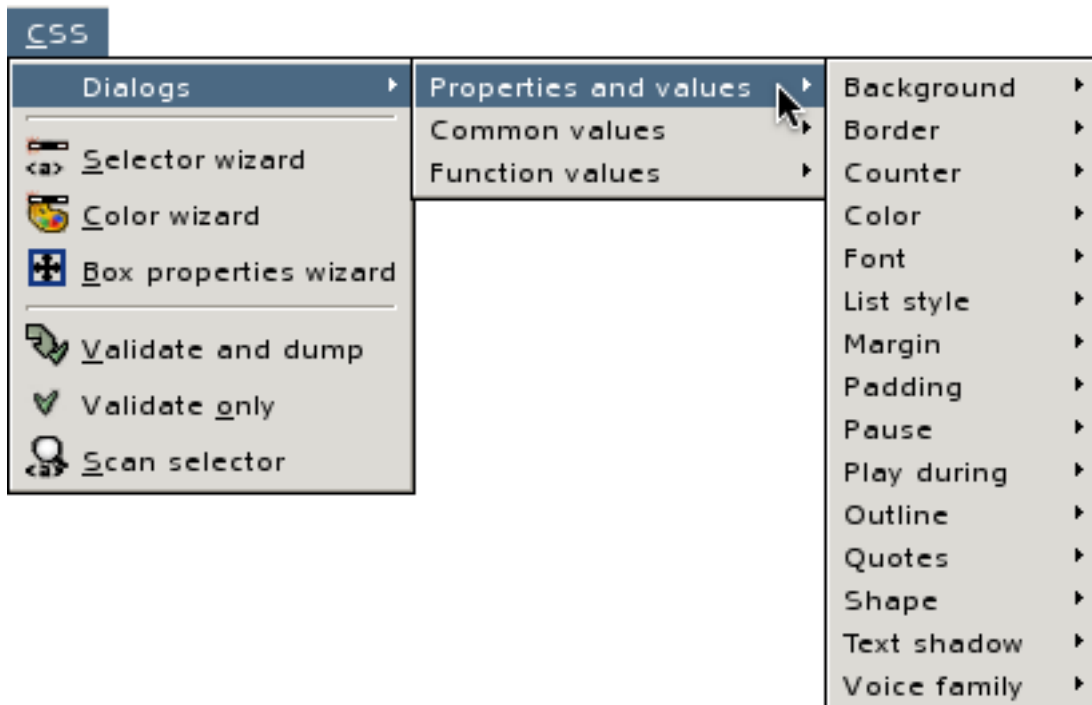 CSS
Dialogs
Selector wizard
<a>
Color wizard
Box properties wizard
Validate and dump
Validate only
Scan selector
<a>
Properties and values
Common values
Function values
Background
Border
Counter
Color
Font
List style
Margin
Padding
Pause
Play during
Outline
Quotes
Shape
Text shadow
Voice family